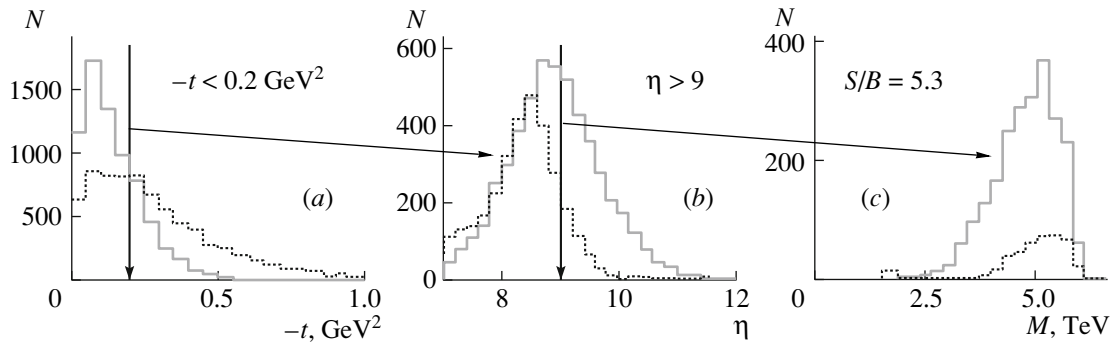 N
1500
1000
500
0
0.5
1.0
–t, GeV²
–t < 0.2 GeV²
(a)
N
600
400
200
0
8
10
12
η
η > 9
(b)
N
400
200
0
2.5
5.0
M, TeV
S/B = 5.3
(c)